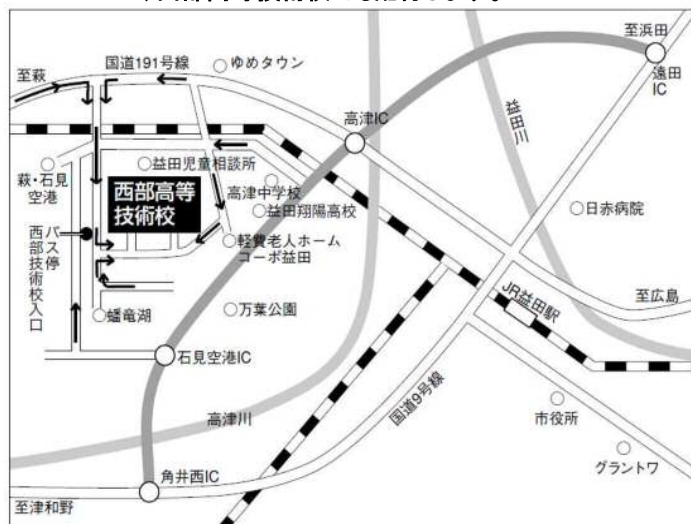 至浜田
国道191号線
ゆめタウン
至萩
遠田
IC
高津IC
益田川
萩・石見
空港
益田児童相談所
高津中学校
西部高等
技術校
益田翔陽高校
日赤病院
バス停
西部技術校入口
軽費老人ホーム
コーポ益田
JR益田駅
至広島
蟠竜湖
万葉公園
石見空港IC
国道9号線
高津川
市役所
グラントワ
角井西IC
至津和野